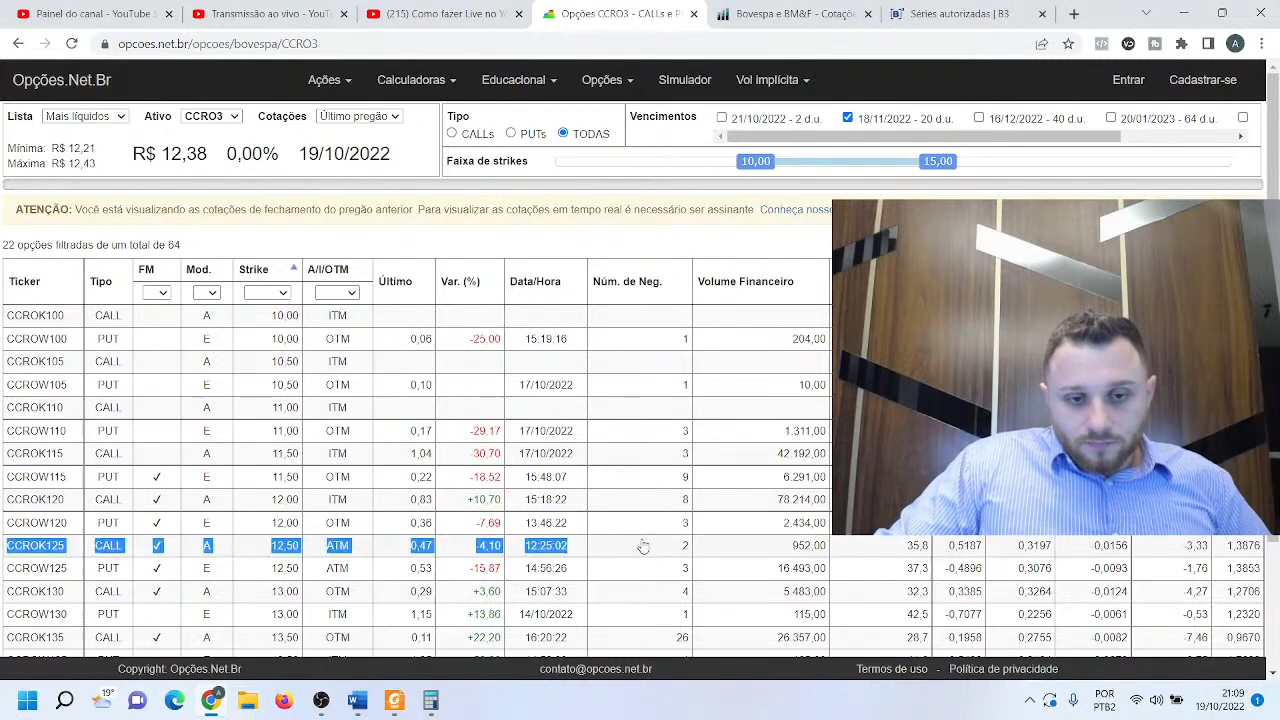 Painel do canal - YouTube S
Transmissão ao vivo - YouTu
(215) Como fazer Live no Yo
Opções CCRO3 - CALLs e P
Bovespa e BM&F - Cotaçõe
Séries autorizadas | B3
opcoes.net.br/opcoes/bovespa/CCRO3
Opções.Net.Br Ações Calculadoras Educacional Opções Simulador Vol implícita Entrar Cadastrar-se
Lista Mais líquidos Ativo CCRO3 Cotações Último pregão
Mínima: R$ 12,21
Máxima: R$ 12,43
R$ 12,38 0,00% 19/10/2022
Tipo
CALLs PUTs TODAS
Vencimentos 21/10/2022 - 2 d.u. 18/11/2022 - 20 d.u. 16/12/2022 - 40 d.u. 20/01/2023 - 64 d.u.
Faixa de strikes 10,00 15,00
ATENÇÃO: Você está visualizando as cotações de fechamento do pregão anterior. Para visualizar as cotações em tempo real é necessário ser assinante. Conheça nosso
22 opções filtradas de um total de 64
Ticker Tipo FM Mod. Strike A/I/OTM Último Var. (%) Data/Hora Núm. de Neg. Volume Financeiro
CCROK100 CALL A 10,00 ITM
CCROW100 PUT E 10,00 OTM 0,06 -25,00 15.19.16 1 204,00
CCROK105 CALL A 10,50 ITM
CCROW105 PUT E 10,50 OTM 0,10 17/10/2022 1 10,00
CCROK110 CALL A 11,00 ITM
CCROW110 PUT E 11,00 OTM 0,17 -29,17 17/10/2022 3 1.311,00
CCROK115 CALL A 11,50 ITM 1,04 -30,70 17/10/2022 3 42.192,00
CCROW115 PUT ✓ E 11,50 OTM 0,22 -18,52 15:48:07 9 6.291,00
CCROK120 CALL ✓ A 12,00 ITM 0,83 +10,70 15:18:22 8 78.214,00
CCROW120 PUT ✓ E 12,00 OTM 0,36 -7,69 13:46:22 3 2.434,00
CCROK125 CALL ✓ A 12,50 ATM 0,47 -4,10 12:25:02 2 952,00 35,8 0,5187 0,3197 -0,0156 -3,33 1,3876
CCROW125 PUT ✓ E 12,50 ATM 0,53 -15,87 14:56:26 3 16.493,00 37,3 -0,4896 0,3076 -0,0093 -1,76 1,3853
CCROK130 CALL ✓ A 13,00 OTM 0,29 +3,60 15:07:33 4 5.483,00 32,3 0,3385 0,3264 -0,0124 -4,27 1,2706
CCROW130 PUT E 13,00 ITM 1,15 +13,86 14/10/2022 1 115,00 42,5 -0,7077 0,2256 -0,0061 -0,53 1,2320
CCROK135 CALL ✓ A 13,50 OTM 0,11 +22,20 16:20:22 26 26.357,00 28,7 0,1958 0,2755 -0,0082 -7,46 0,9670
Copyright: Opções.Net.Br contato@opcoes.net.br Termos de uso - Política de privacidade
19°
POR
PTB2
21:09
19/10/2022